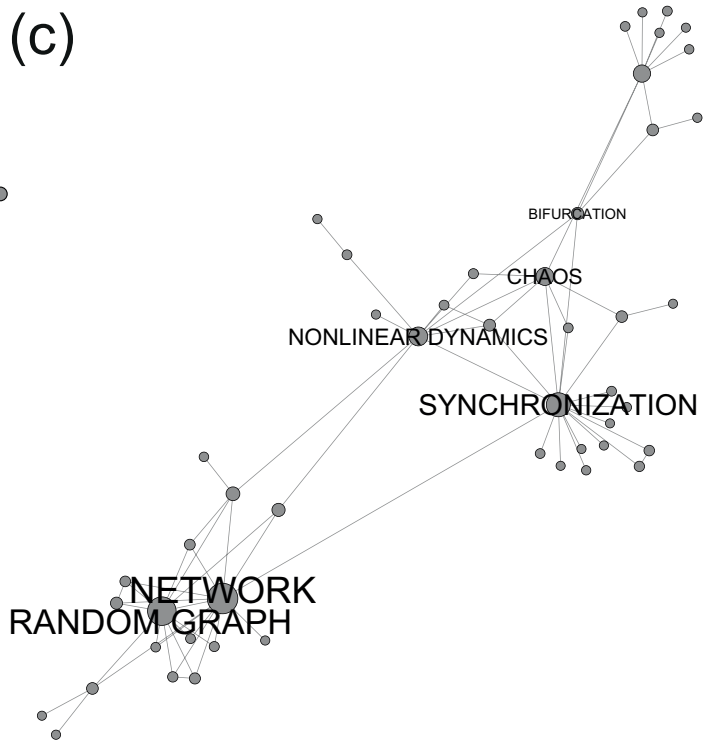 (c)
BIFURCATION
CHAOS
NONLINEAR DYNAMICS
SYNCHRONIZATION
NETWORK
RANDOM GRAPH